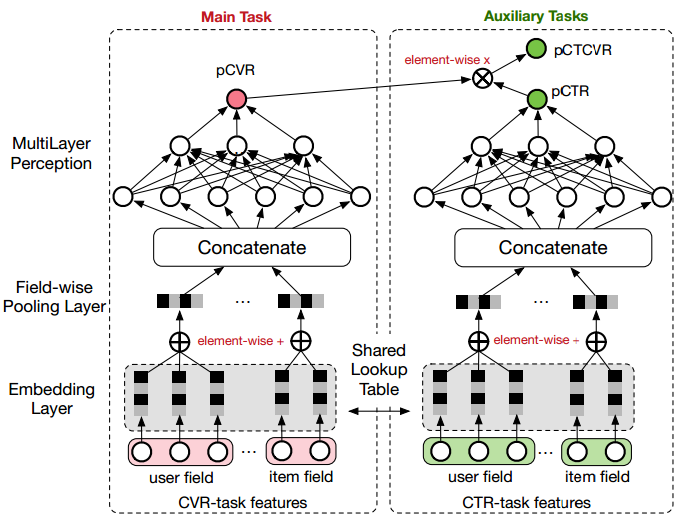 Main Task
Auxiliary Tasks
element-wise x
pCTCVR
pCVR
pCTR
MultiLayer
Perception
Concatenate
Concatenate
Field-wise
Pooling Layer
...
...
element-wise +
element-wise +
Shared
Lookup
Table
Embedding
Layer
...
...
user field
item field
user field
item field
CVR-task features
CTR-task features